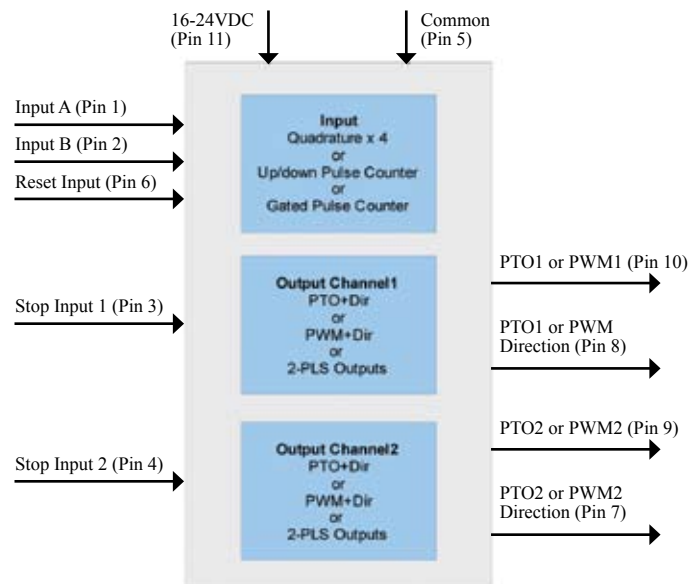 16-24VDC
(Pin 11)
Common
(Pin 5)
Input A (Pin 1)
Input B (Pin 2)
Reset Input (Pin 6)
Input
Quadrature x 4
or
Up/down Pulse Counter
or
Gated Pulse Counter
Stop Input 1 (Pin 3)
Output Channel1
PTO+Dir
or
PWM+Dir
or
2-PLS Outputs
PTO1 or PWM1 (Pin 10)
PTO1 or PWM
Direction (Pin 8)
Stop Input 2 (Pin 4)
Output Channel2
PTO+Dir
or
PWM+Dir
or
2-PLS Outputs
PTO2 or PWM2 (Pin 9)
PTO2 or PWM2
Direction (Pin 7)